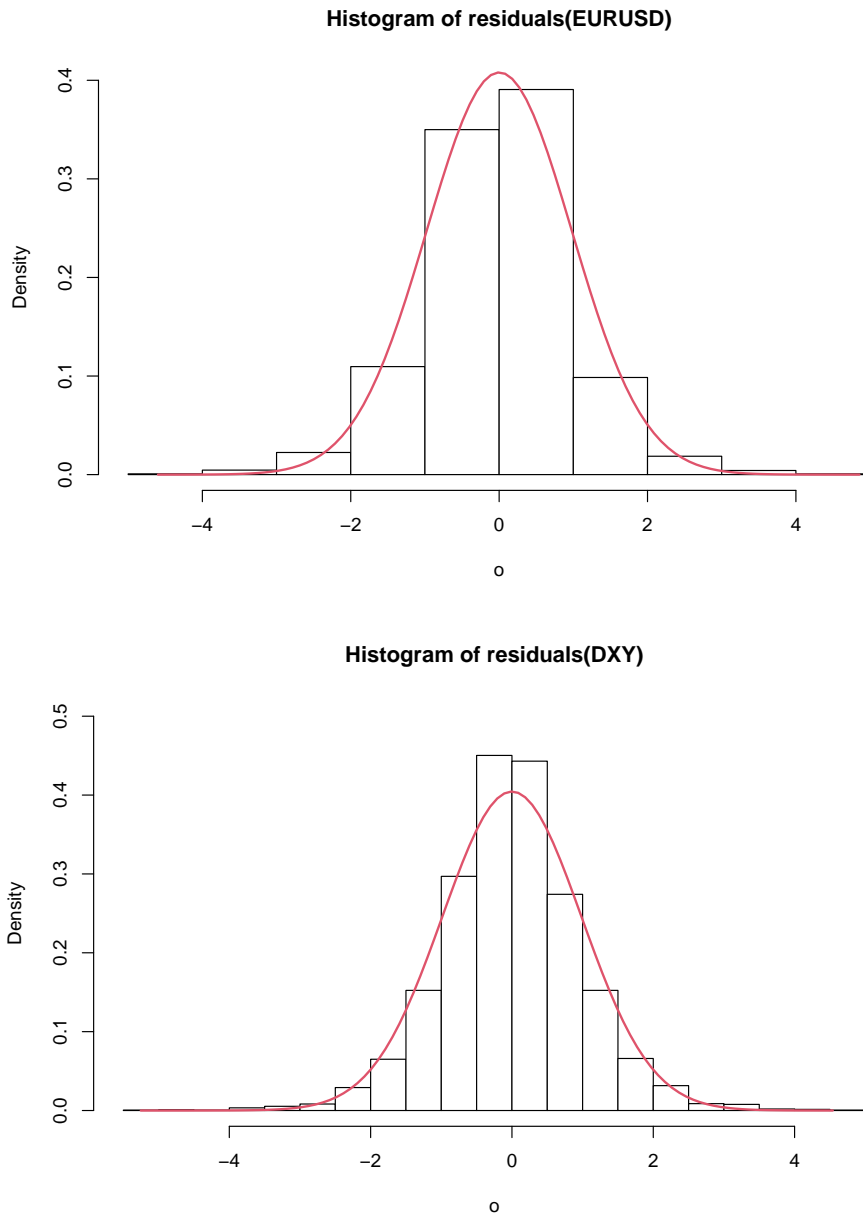 Histogram of residuals(EURUSD)
Density
0.0 0.1 0.2 0.3 0.4
−4 −2 0 2 4
o
Histogram of residuals(DXY)
Density
0.0 0.1 0.2 0.3 0.4 0.5
−4 −2 0 2 4
o